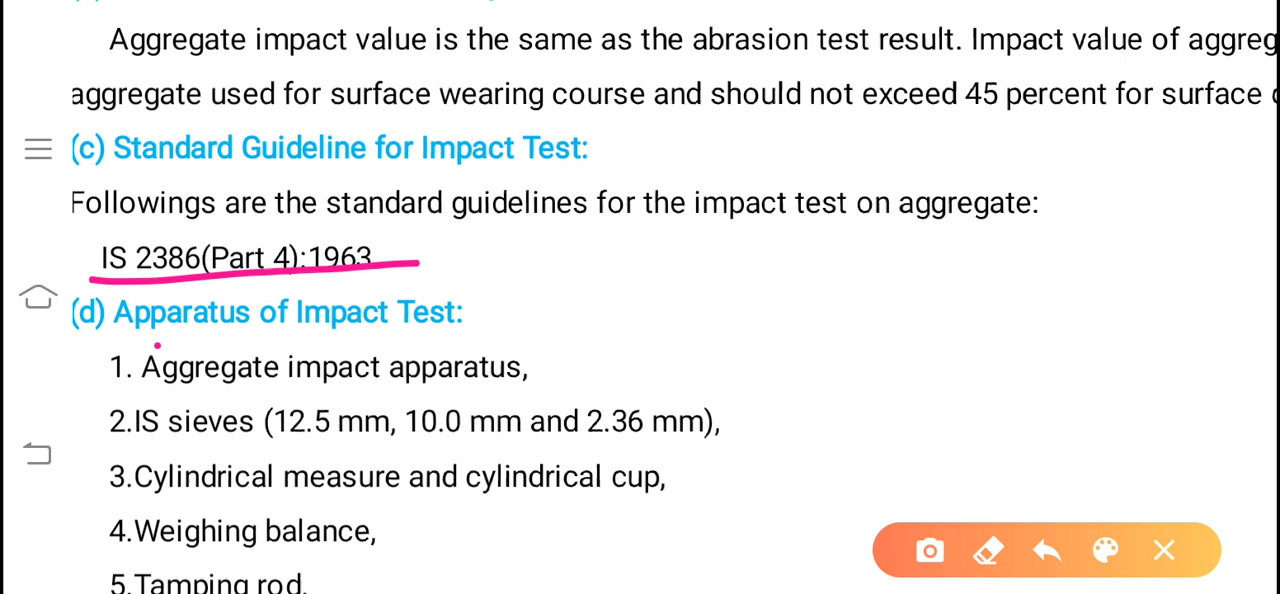 Aggregate impact value is the same as the abrasion test result. Impact value of aggreg
aggregate used for surface wearing course and should not exceed 45 percent for surface
(c) Standard Guideline for Impact Test:
Followings are the standard guidelines for the impact test on aggregate:
IS 2386(Part 4):1963
(d) Apparatus of Impact Test:
1. Aggregate impact apparatus,
2.IS sieves (12.5 mm, 10.0 mm and 2.36 mm),
3.Cylindrical measure and cylindrical cup,
4.Weighing balance,
5.Tamping rod.